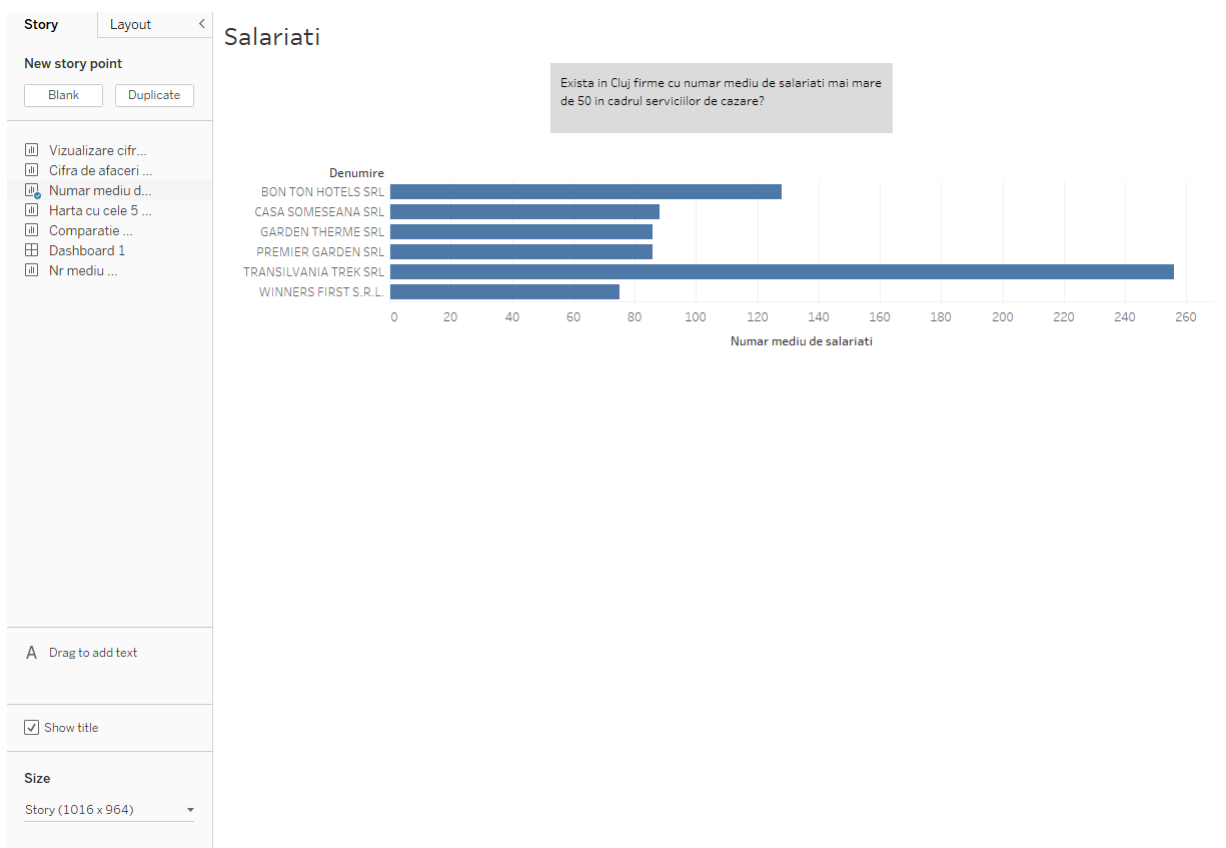 Story
Layout
New story point
Blank
Duplicate
Vizualizare cifr...
Cifra de afaceri ...
Numar mediu d...
Harta cu cele 5 ...
Comparatie ...
Dashboard 1
Nr mediu ...
A Drag to add text
Show title
Size
Story (1016 x 964)
Salariati
Exista in Cluj firme cu numar mediu de salariati mai mare
de 50 in cadrul serviciilor de cazare?
Denumire
BON TON HOTELS SRL
CASA SOMESEANA SRL
GARDEN THERME SRL
PREMIER GARDEN SRL
TRANSILVANIA TREK SRL
WINNERS FIRST S.R.L.
0 20 40 60 80 100 120 140 160 180 200 220 240 260
Numar mediu de salariati